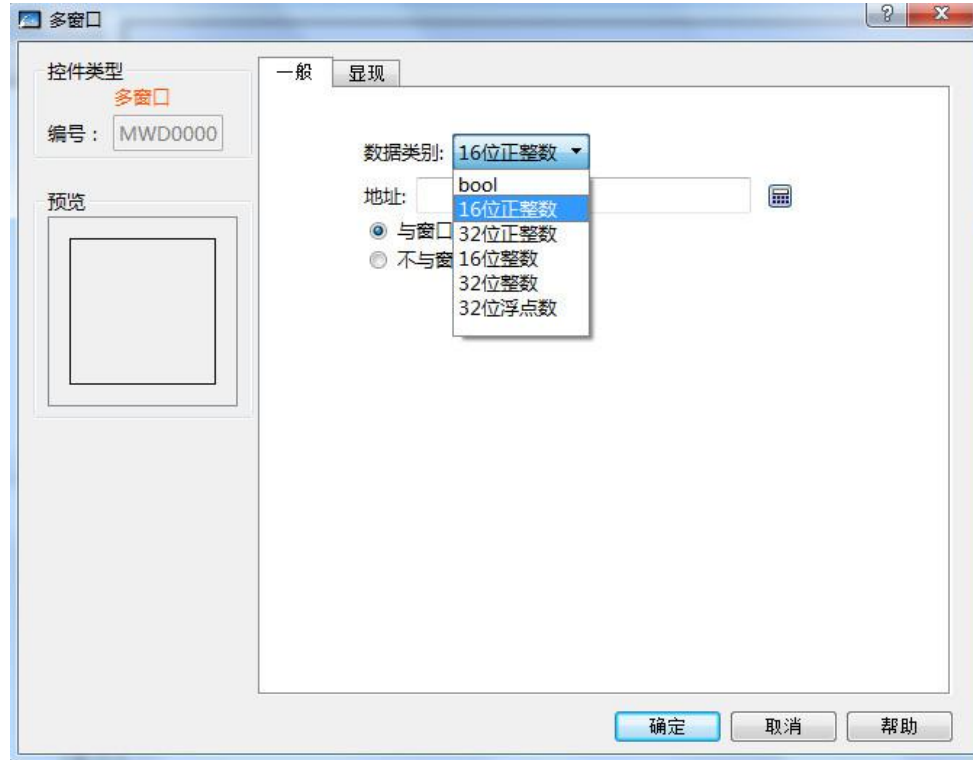 多窗口
控件类型
多窗口
编号： MWD0000
预览
一般 显现
数据类别: 16位正整数
bool
地址:
16位正整数
与窗口
32位正整数
不与窗
16位整数
32位整数
32位浮点数
确定 取消 帮助